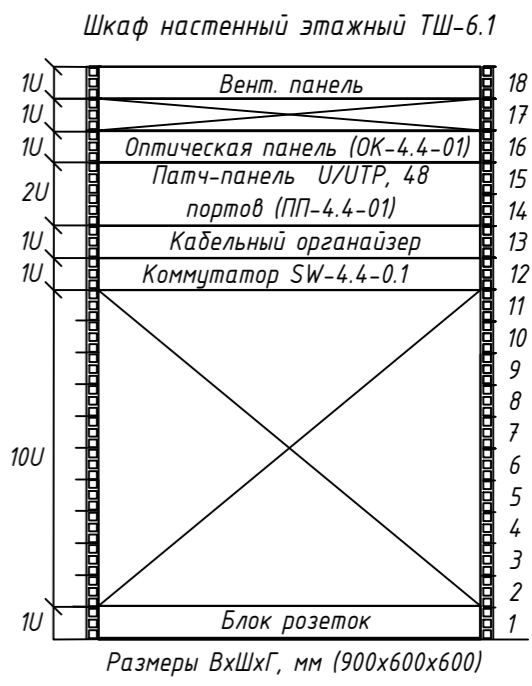 Шкаф настенный этажный ТШ-6.1
1U Вент. панель 18
1U 17
1U Оптическая панель (ОК-4.4-01) 16
2U Патч-панель U/UTP, 48 15
портов (ПП-4.4-01) 14
1U Кабельный органайзер 13
1U Коммутатор SW-4.4-0.1 12
11
10
9
8
7
10U 6
5
4
3
2
1U Блок розеток 1
Размеры ВхШхГ, мм (900х600х600)